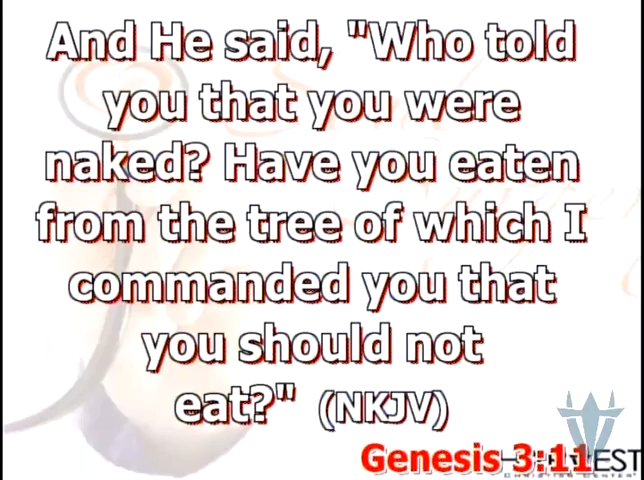 And He said, "Who told
you that you were
naked? Have you eaten
from the tree of which I
commanded you that
you should not
eat?" (NKJV)
Genesis 3:11